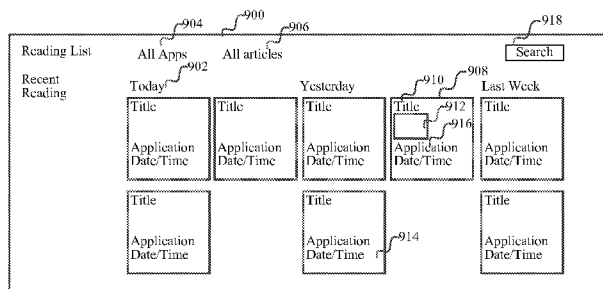 904 900 906 918
Reading List All Apps All articles Search
Recent Reading
902 910 908
Today Yesterday Last Week
Title Title Title Title Title
912
916
Application Application Application Application Application
Date/Time Date/Time Date/Time Date/Time Date/Time
Title Title Title
914
Application Application Application
Date/Time Date/Time Date/Time